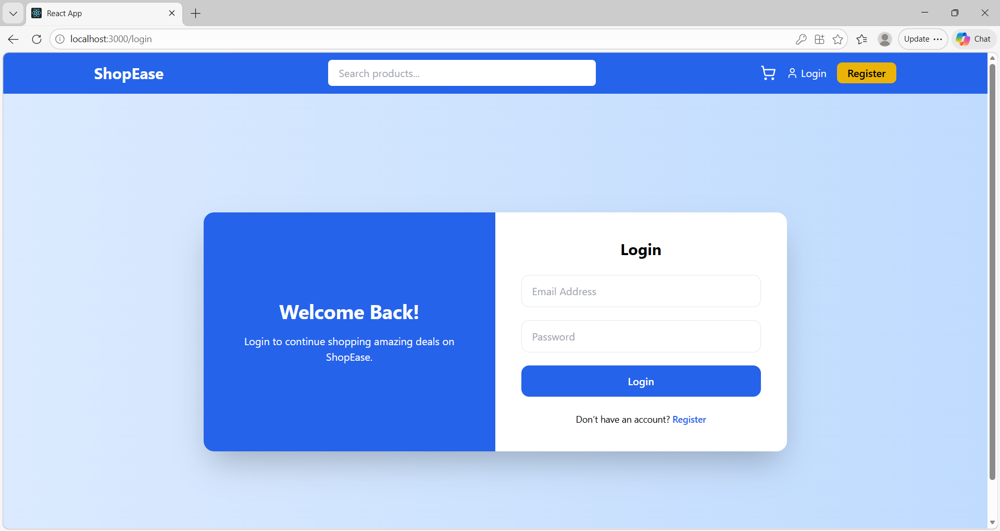 React App
localhost:3000/login
Update
Chat
ShopEase
Search products...
Login
Register
Welcome Back!
Login to continue shopping amazing deals on
ShopEase.
Login
Email Address
Password
Login
Don’t have an account? Register